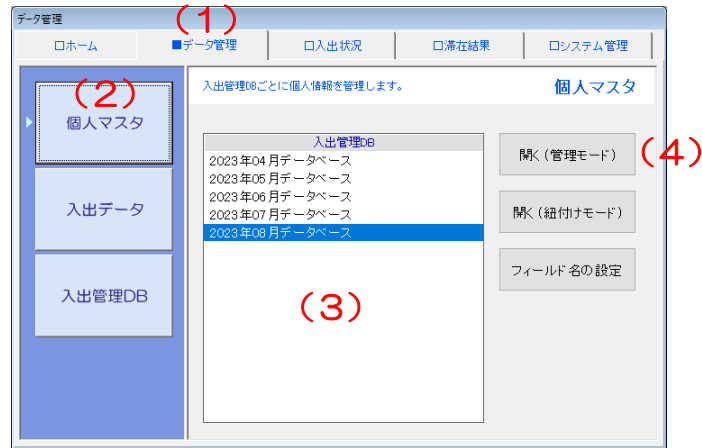 データ管理
(1)
□ホーム
■データ管理
□入出状況
□滞在結果
□システム管理
(2)
個人マスタ
入出データ
入出管理DB
入出管理DBごとに個人情報を管理します。
個人マスタ
入出管理DB
2023年04月データベース
2023年05月データベース
2023年06月データベース
2023年07月データベース
2023年08月データベース
(3)
開く(管理モード)
(4)
開く(紐付けモード)
フィールド名の設定